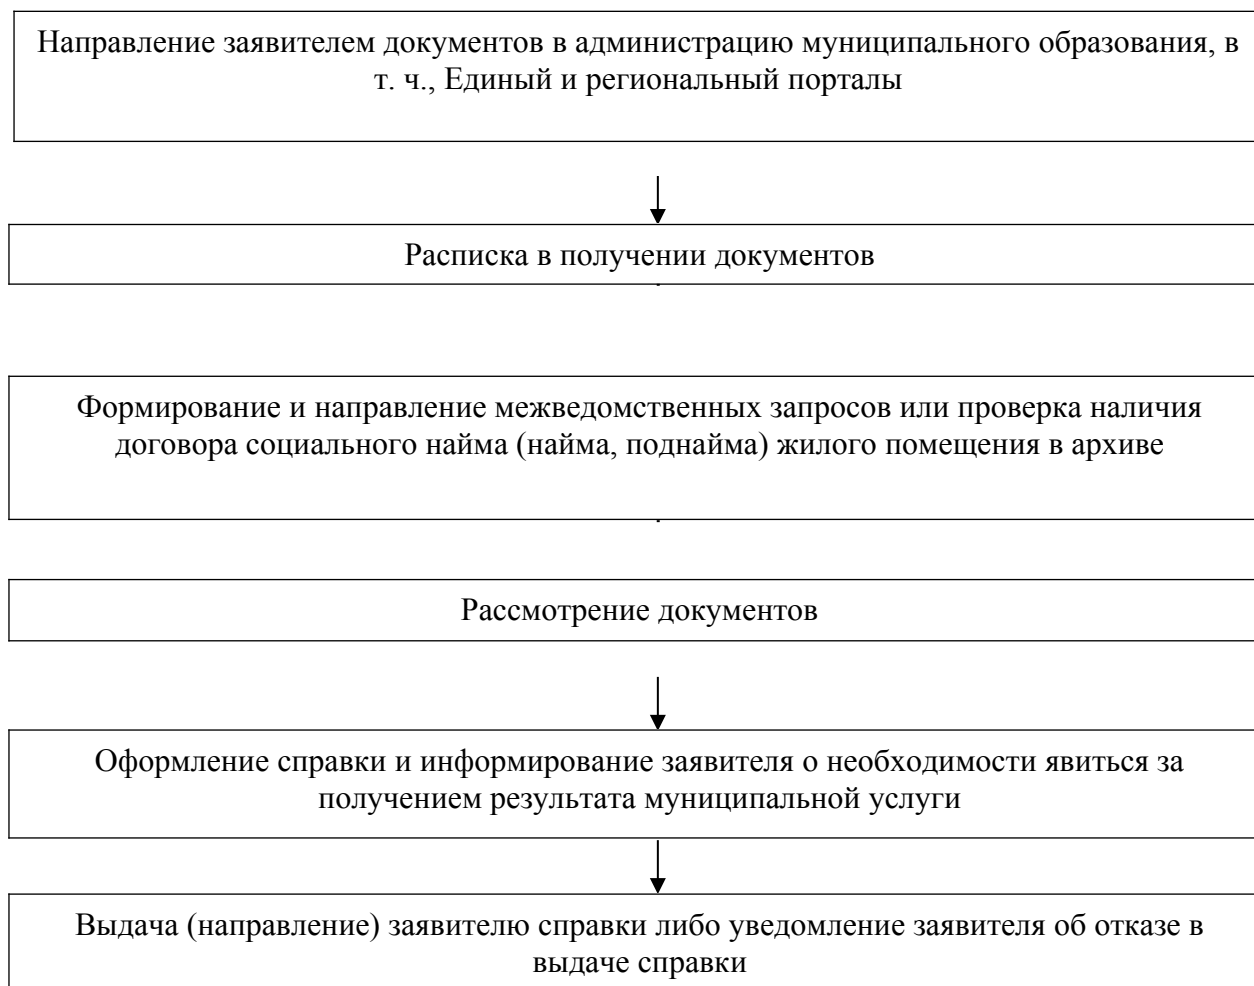 Направление заявителем документов в администрацию муниципального образования, в
т. ч., Единый и региональный порталы
Расписка в получении документов
Формирование и направление межведомственных запросов или проверка наличия
договора социального найма (найма, поднайма) жилого помещения в архиве
Рассмотрение документов
Оформление справки и информирование заявителя о необходимости явиться за
получением результата муниципальной услуги
Выдача (направление) заявителю справки либо уведомление заявителя об отказе в
выдаче справки